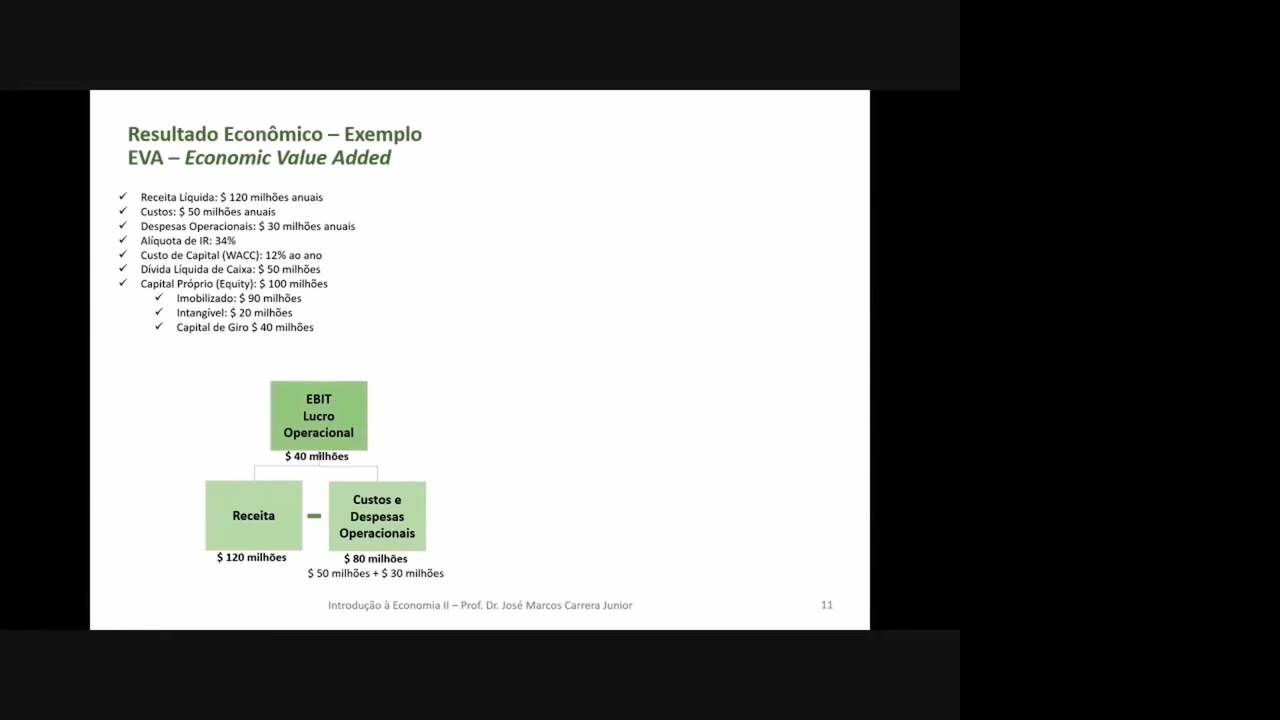 Resultado Econômico – Exemplo
EVA – Economic Value Added
Receita Líquida: $ 120 milhões anuais
Custos: $ 50 milhões anuais
Despesas Operacionais: $ 30 milhões anuais
Alíquota de IR: 34%
Custo de Capital (WACC): 12% ao ano
Dívida Líquida de Caixa: $ 50 milhões
Capital Próprio (Equity): $ 100 milhões
Imobilizado: $ 90 milhões
Intangível: $ 20 milhões
Capital de Giro $ 40 milhões
EBIT
Lucro
Operacional
$ 40 milhões
Receita
$ 120 milhões
Custos e
Despesas
Operacionais
$ 80 milhões
$ 50 milhões + $ 30 milhões
Introdução à Economia II – Prof. Dr. José Marcos Carrera Junior
11